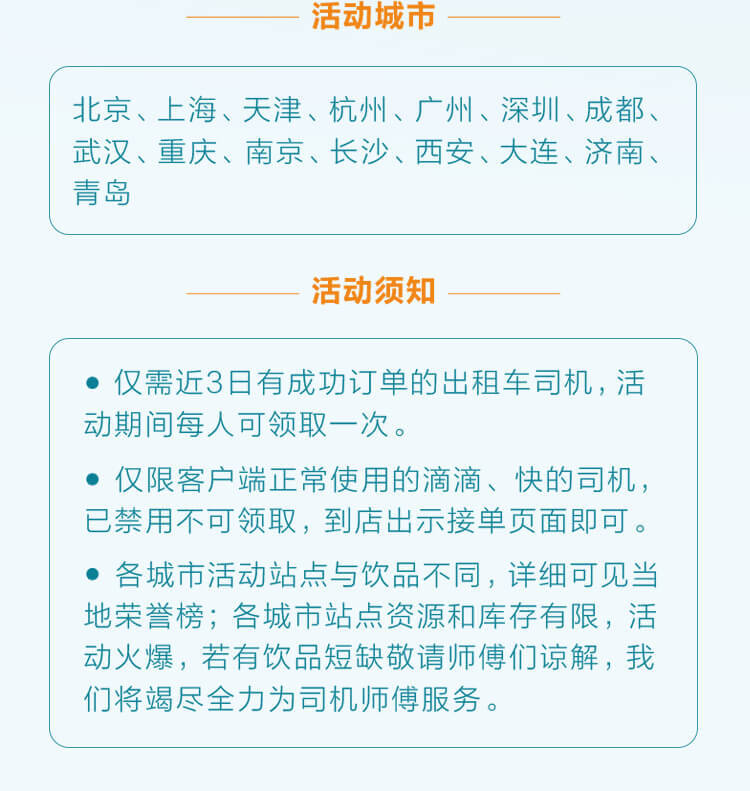 活动城市
北京、上海、天津、杭州、广州、深圳、成都、
武汉、重庆、南京、长沙、西安、大连、济南、
青岛
活动须知
● 仅需近3日有成功订单的出租车司机，活
动期间每人可领取一次。
● 仅限客户端正常使用的滴滴、快的司机，
已禁用不可领取，到店出示接单页面即可。
● 各城市活动站点与饮品不同，详细可见当
地荣誉榜；各城市站点资源和库存有限，活
动火爆，若有饮品短缺敬请师傅们谅解，我
们将竭尽全力为司机师傅服务。